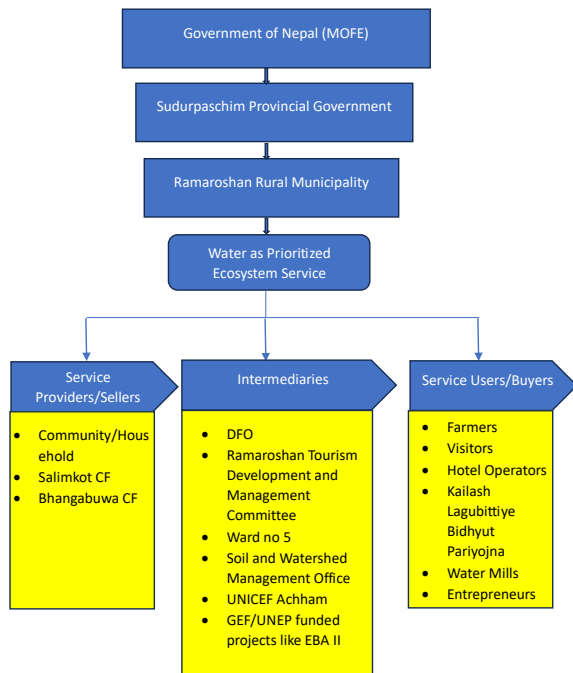 Government of Nepal (MOFE)
Sudurpaschim Provincial Government
Ramaroshan Rural Municipality
Water as Prioritized
Ecosystem Service
Service
Providers/Sellers
• Community/Hous
ehold
• Salimkot CF
• Bhangabuwa CF
Intermediaries
• DFO
• Ramaroshan Tourism
Development and
Management
Committee
• Ward no 5
• Soil and Watershed
Management Office
• UNICEF Achham
• GEF/UNEP funded
projects like EBA II
Service Users/Buyers
• Farmers
• Visitors
• Hotel Operators
• Kailash
Lagubittiye
Bidhyut
Pariyojna
• Water Mills
• Entrepreneurs